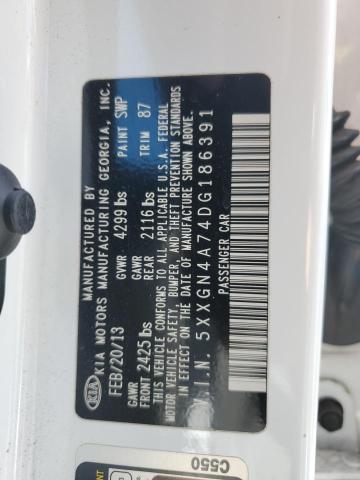 KIA
MANUFACTURED BY
KIA MOTORS MANUFACTURING GEORGIA, INC.
FEB/20/13 GVWR 4299 lbs PAINT SWP
GAWR FRONT 2425 lbs GAWR REAR 2116 lbs TRIM 87
THIS VEHICLE CONFORMS TO ALL APPLICABLE U.S.A. FEDERAL
MOTOR VEHICLE SAFETY, BUMPER, AND THEFT PREVENTION STANDARDS
IN EFFECT ON THE DATE OF MANUFACTURE SHOWN ABOVE.
V.I.N. 5XXGN4A74DG186391
PASSENGER CAR
C550